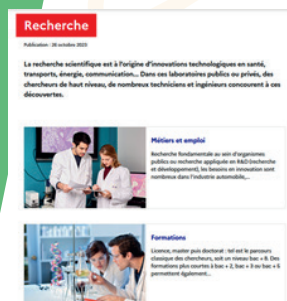 Recherche
Publication : 26 octobre 2023
La recherche scientifique est à l'origine d'innovations technologiques en santé,
transports, énergie, communication... Dans ces laboratoires publics ou privés, des
chercheurs de haut niveau, de nombreux techniciens et ingénieurs concourent à ces
découvertes.
Métiers et emploi
Recherche fondamentale au sein d'organismes
publics ou recherche appliquée en R&D (recherche
et développement), les besoins en innovation sont
nombreux dans l'industrie automobile,...
Formations
Licence, master puis doctorat : tel est le parcours
classique des chercheurs, soit un niveau bac + 8. Des
formations plus courtes à bac + 2, bac + 3 ou bac + 5
permettent également...